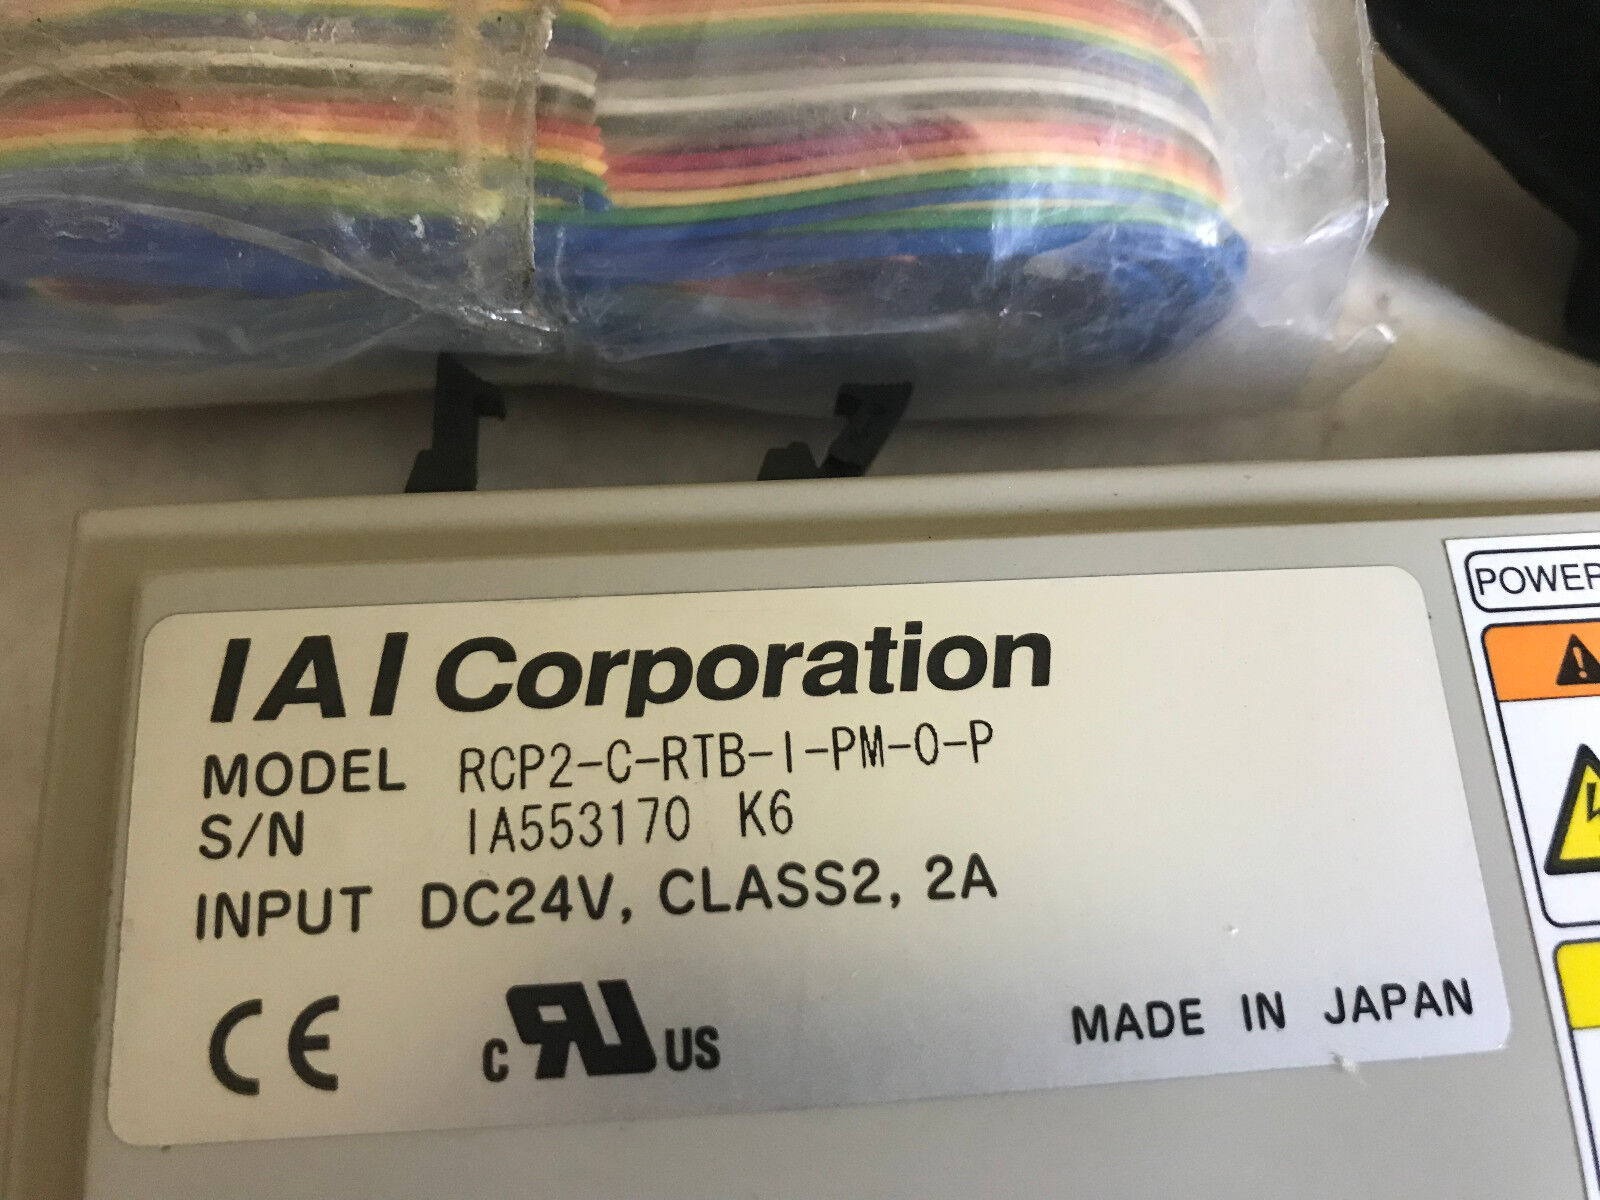 IAI Corporation
MODEL RCP2-C-RTB-I-PM-0-P
S/N IA553170 K6
INPUT DC24V, CLASS2, 2A
CE c RU US
MADE IN JAPAN
POWER